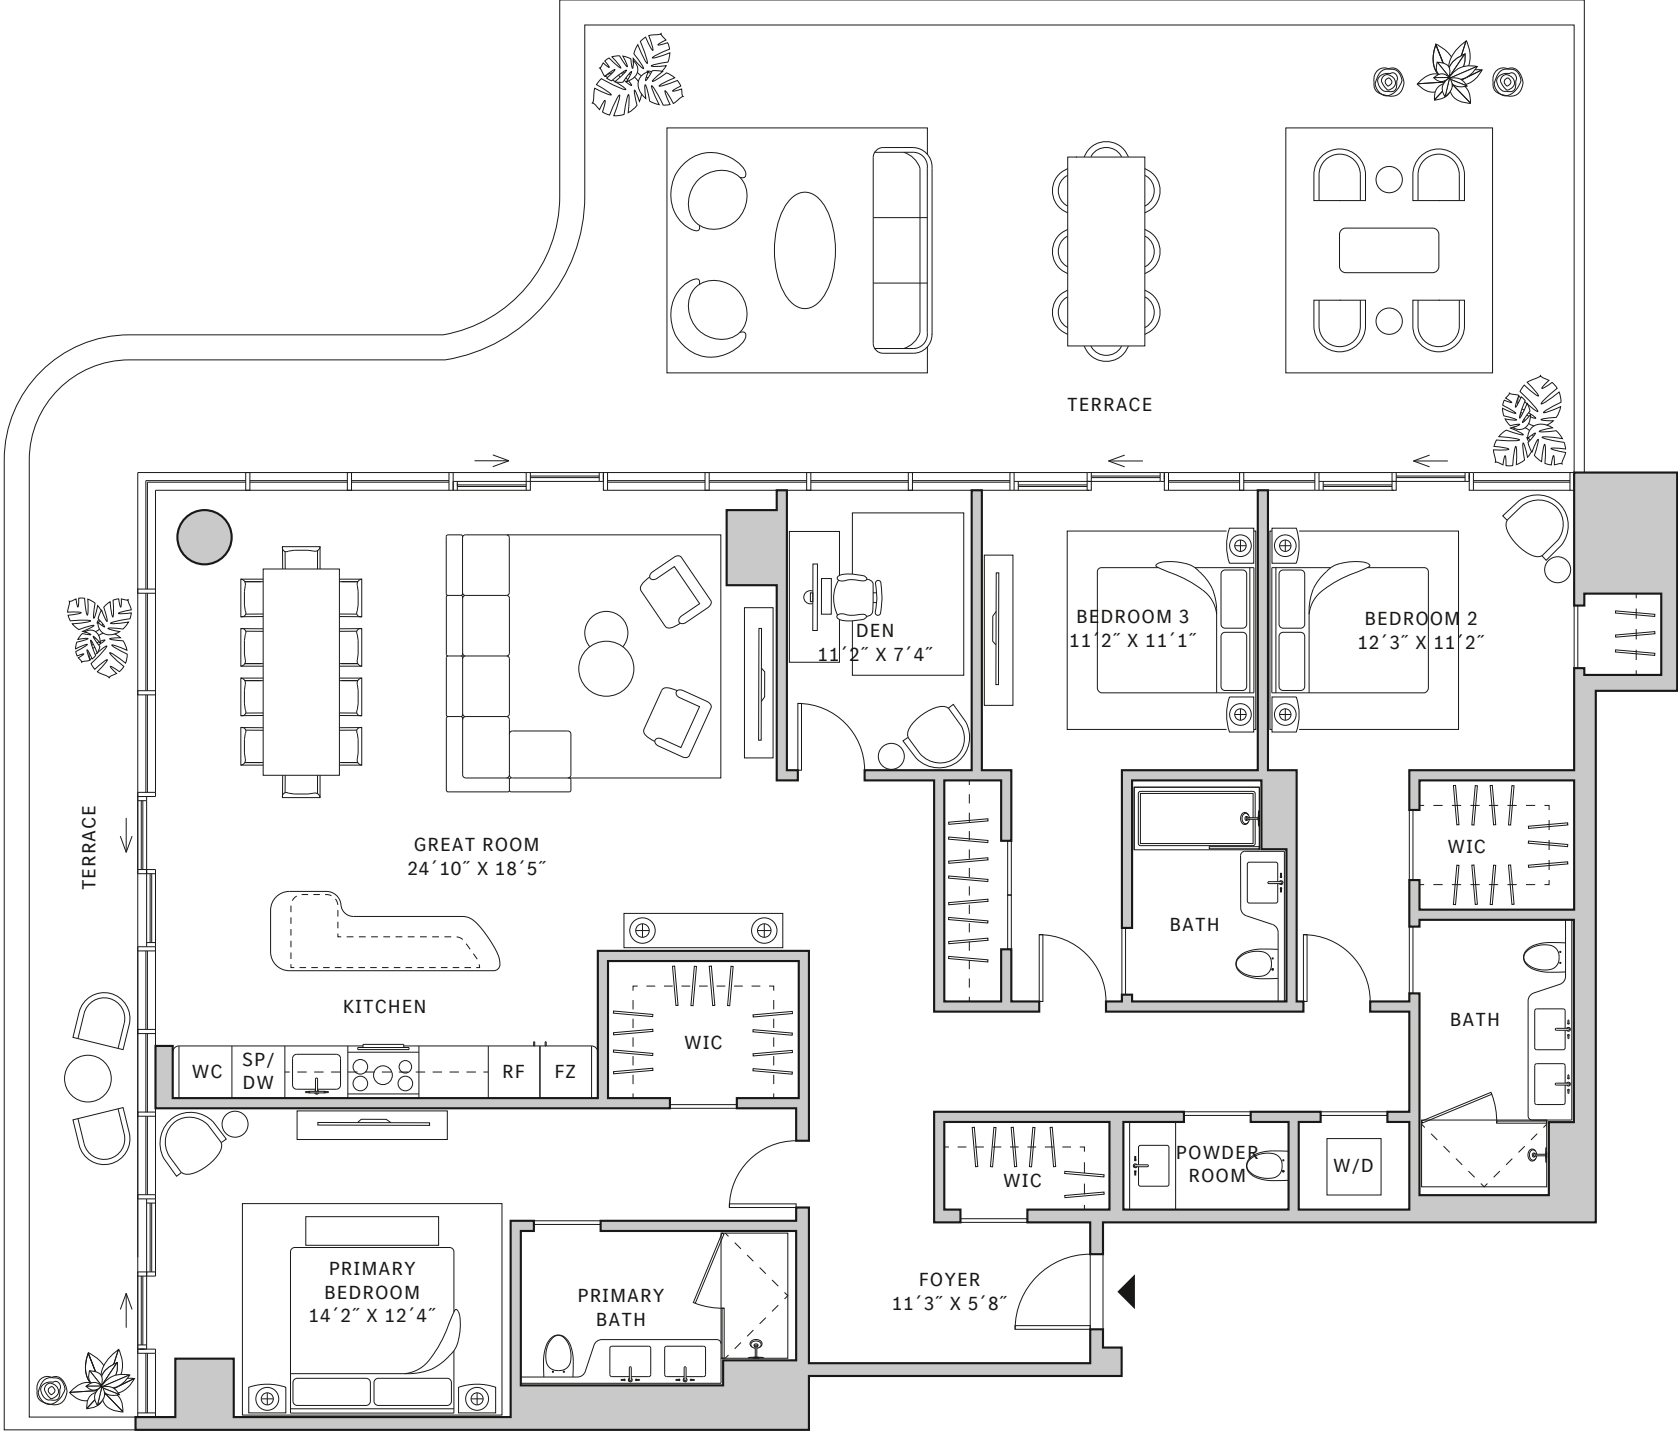 TERRACE
BEDROOM 3
11´2˝ X 11´1˝
BEDROOM 2
12´3˝ X 11´2˝
DEN
11´2˝ X 7´4˝
TERRACE
GREAT ROOM
24´10˝ X 18´5˝
WIC
BATH
KITCHEN
WIC
BATH
WC
SP/
DW
RF
FZ
POWDER
ROOM
W/D
WIC
PRIMARY
BEDROOM
14´2˝ X 12´4˝
PRIMARY
BATH
FOYER
11´3˝ X 5´8˝